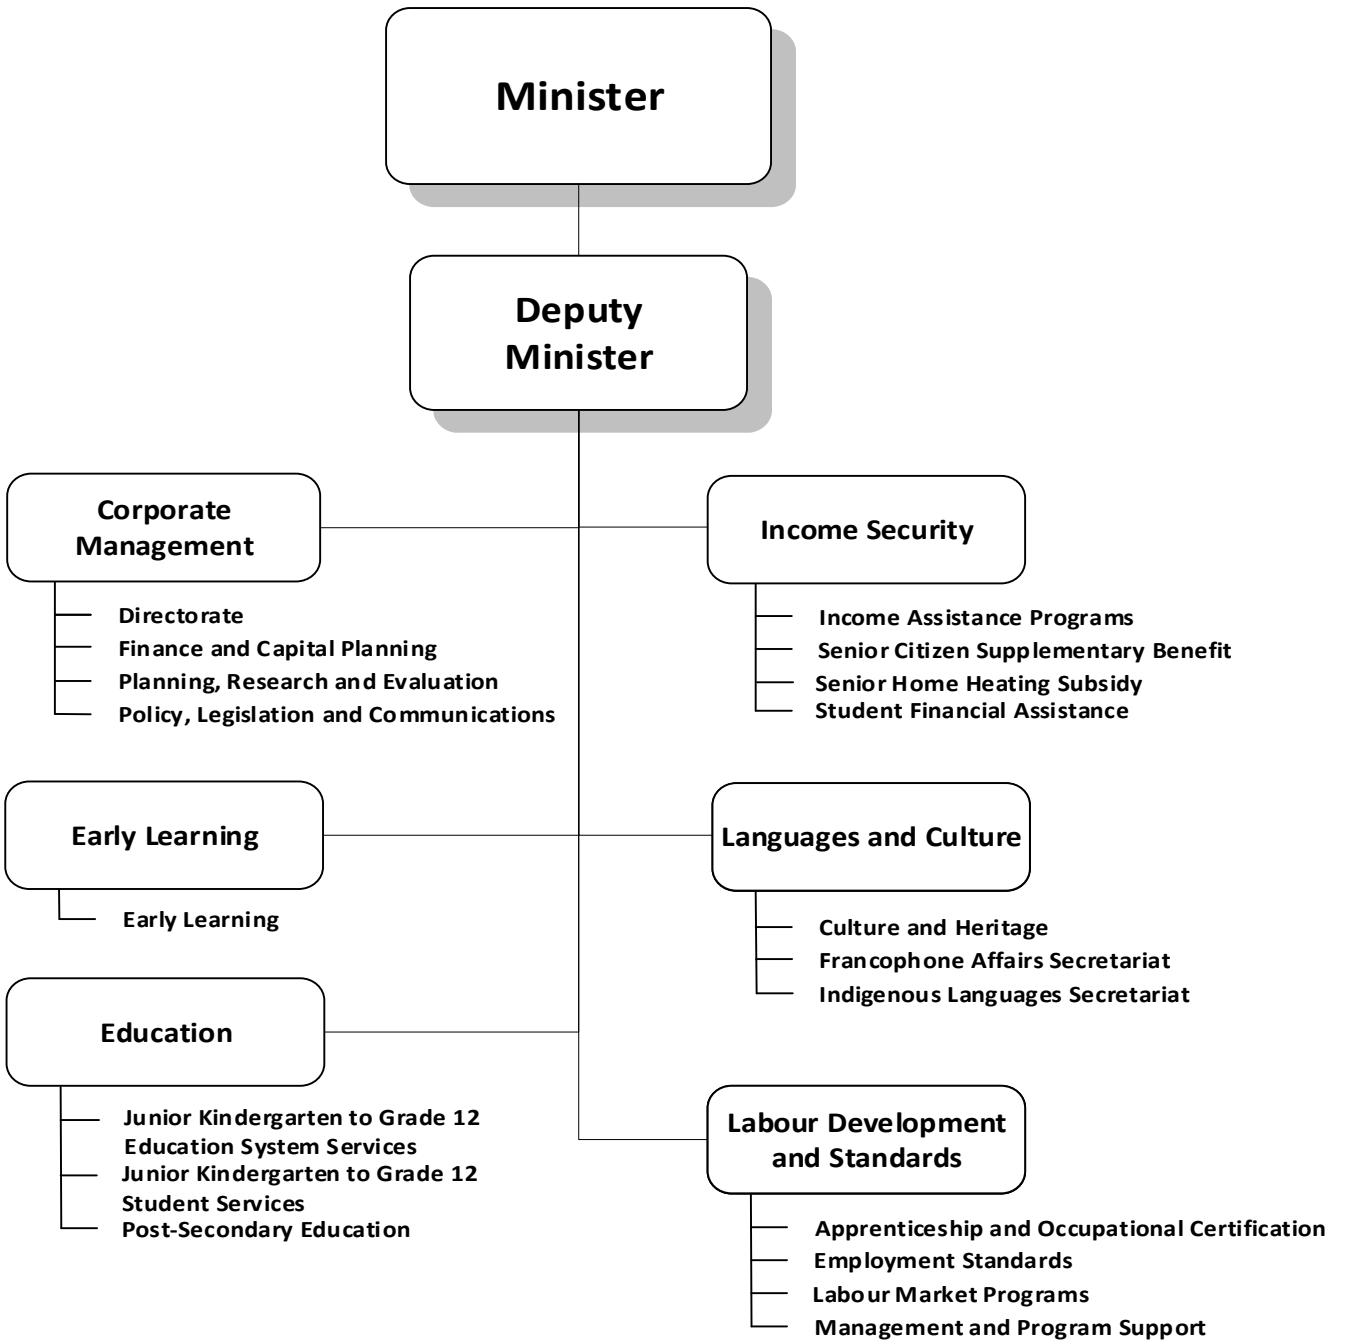 Minister
Deputy
Minister
Corporate
Management
Directorate
Finance and Capital Planning
Planning, Research and Evaluation
Policy, Legislation and Communications
Income Security
Income Assistance Programs
Senior Citizen Supplementary Benefit
Senior Home Heating Subsidy
Student Financial Assistance
Early Learning
Early Learning
Languages and Culture
Culture and Heritage
Francophone Affairs Secretariat
Indigenous Languages Secretariat
Education
Junior Kindergarten to Grade 12
Education System Services
Junior Kindergarten to Grade 12
Student Services
Post-Secondary Education
Labour Development
and Standards
Apprenticeship and Occupational Certification
Employment Standards
Labour Market Programs
Management and Program Support